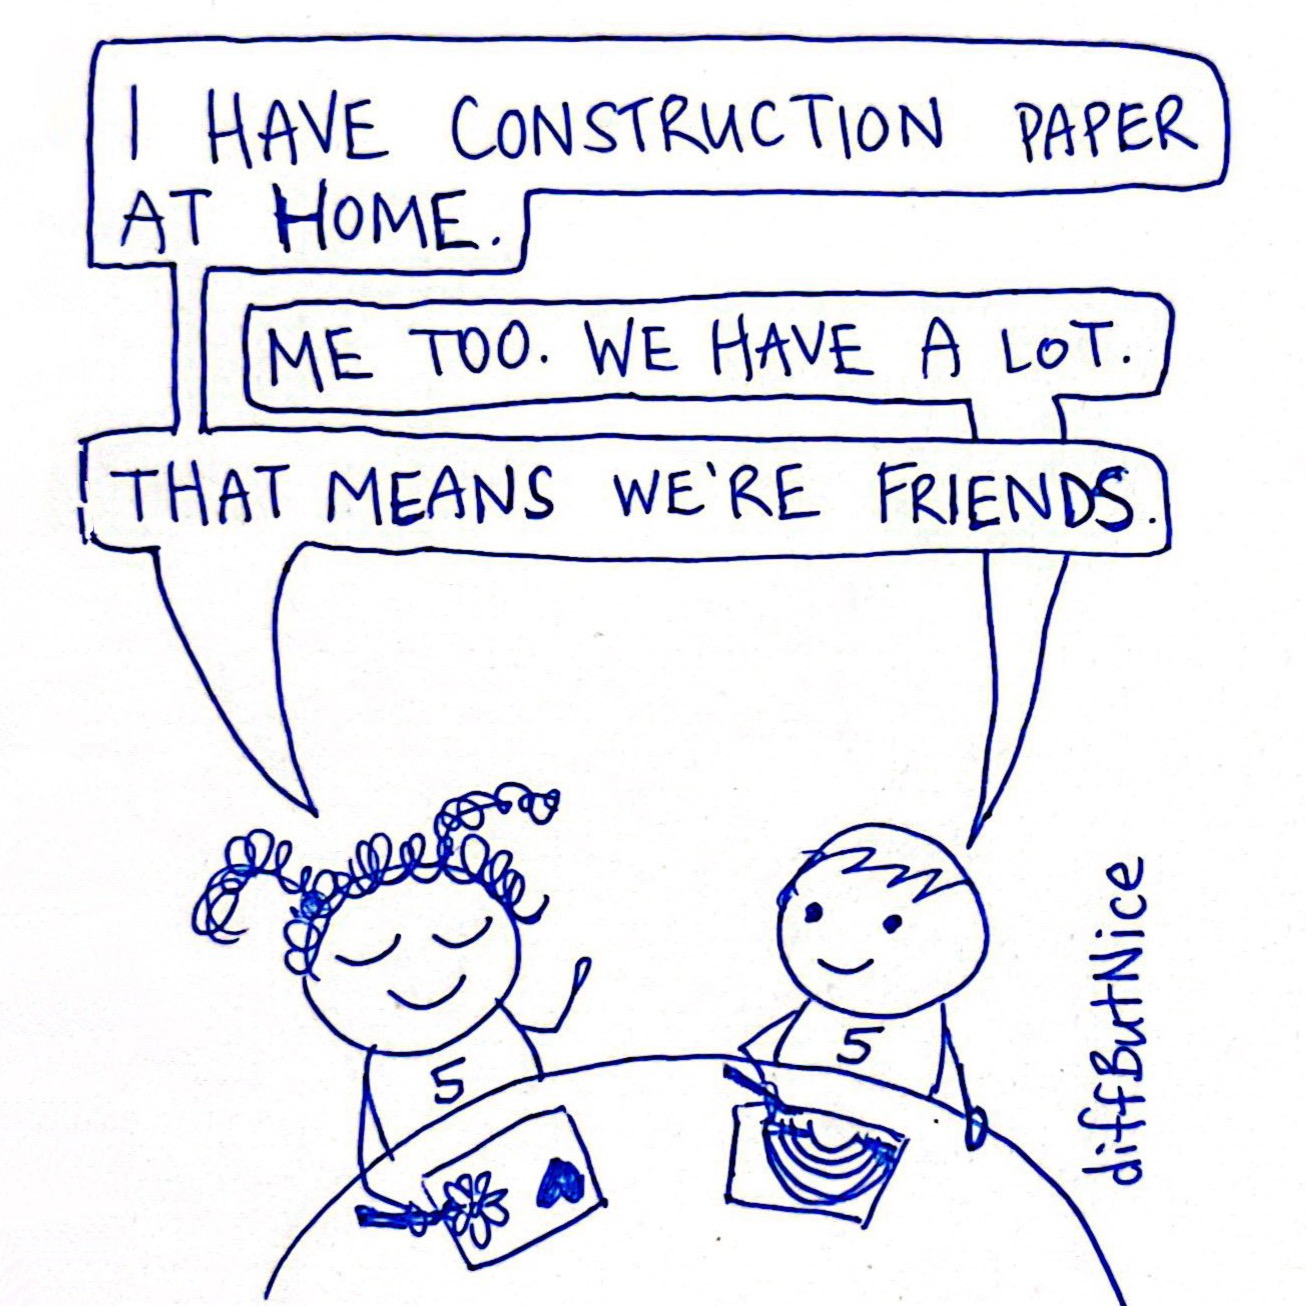 I HAVE CONSTRUCTION PAPER
AT HOME.
ME TOO. WE HAVE A LOT.
THAT MEANS WE'RE FRIENDS.
5
5
diffButNice